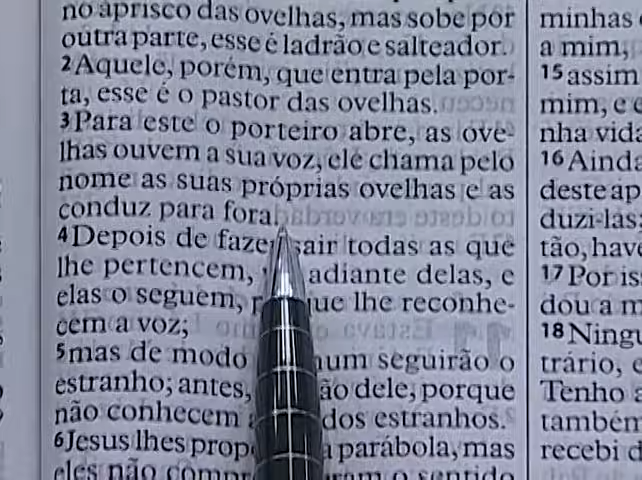 no aprisco das ovelhas, mas sobe por
outra parte, esse é ladrão e salteador.
2Aquele, porém, que entra pela por-
ta, esse é o pastor das ovelhas.
3Para este o porteiro abre, as ove-
lhas ouvem a sua voz, ele chama pelo
nome as suas próprias ovelhas e as
conduz para fora
4Depois de fazer sair todas as que
lhe pertencem, adiante delas, e
elas o seguem, lhe reconhe-
cem a voz;
5mas de modo seguirão o
estranho; antes, dele, porque
não conhecem dos estranhos.
6Jesus lhes parábola, mas
eles não o sentido
minhas
a mim,
15assim
mim, e
nha vida
16Ainda
deste ap
duzi-las;
tão, have
17Por is
dou a m
18Ningu
trário, e
Tenho a
também
recebi d